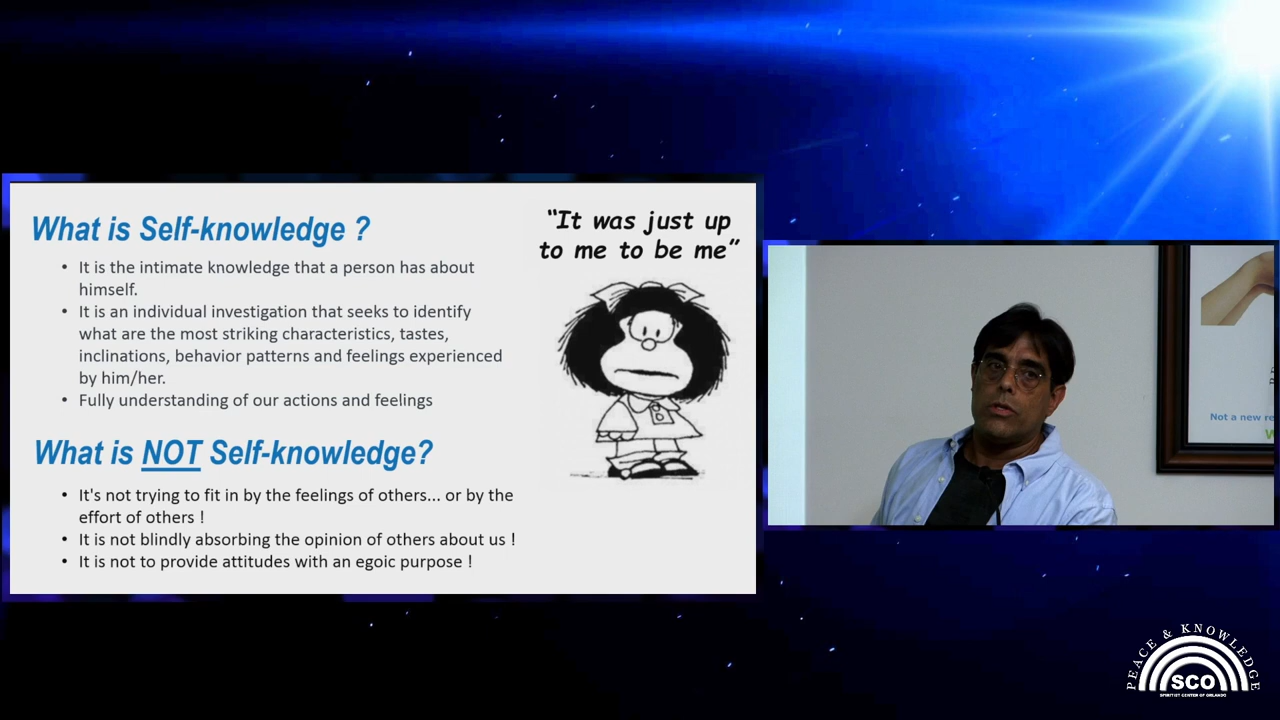 What is Self-knowledge ?
• It is the intimate knowledge that a person has about
himself.
• It is an individual investigation that seeks to identify
what are the most striking characteristics, tastes,
inclinations, behavior patterns and feelings experienced
by him/her.
• Fully understanding of our actions and feelings
What is NOT Self-knowledge?
• It's not trying to fit in by the feelings of others... or by the
effort of others !
• It is not blindly absorbing the opinion of others about us !
• It is not to provide attitudes with an egoic purpose !
“It was just up
to me to be me”
Not a new re
PEACE & KNOWLEDGE
SCO
SPIRITIST CENTER OF ORLANDO